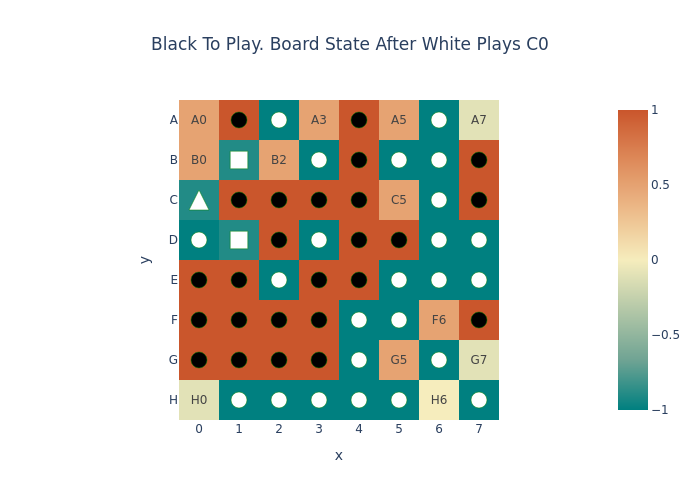 Black To Play. Board State After White Plays C0
A A0 A3 A5 A7
B B0 B2
C C5
D
E
F F6
G G5 G7
H H0 H6
0 1 2 3 4 5 6 7
x
y
1
0.5
0
−0.5
−1